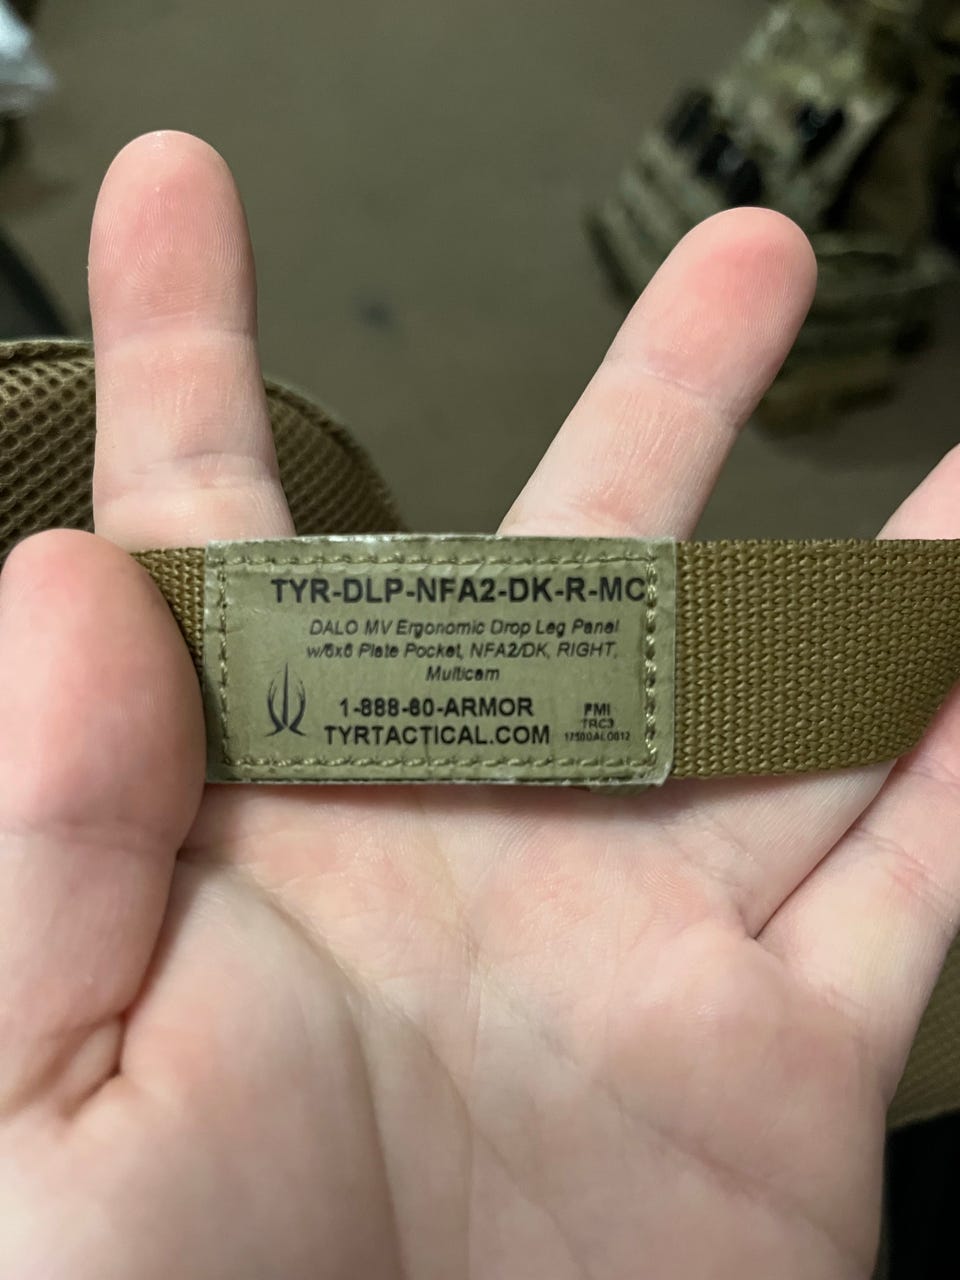 TYR-DLP-NFA2-DK-R-MC
DALO MV Ergonomic Drop Leg Panel
w/6x6 Plate Pocket, NFA2/DK, RIGHT,
Multicam
1-888-80-ARMOR
TYRTACTICAL.COM
PMI
TRC3